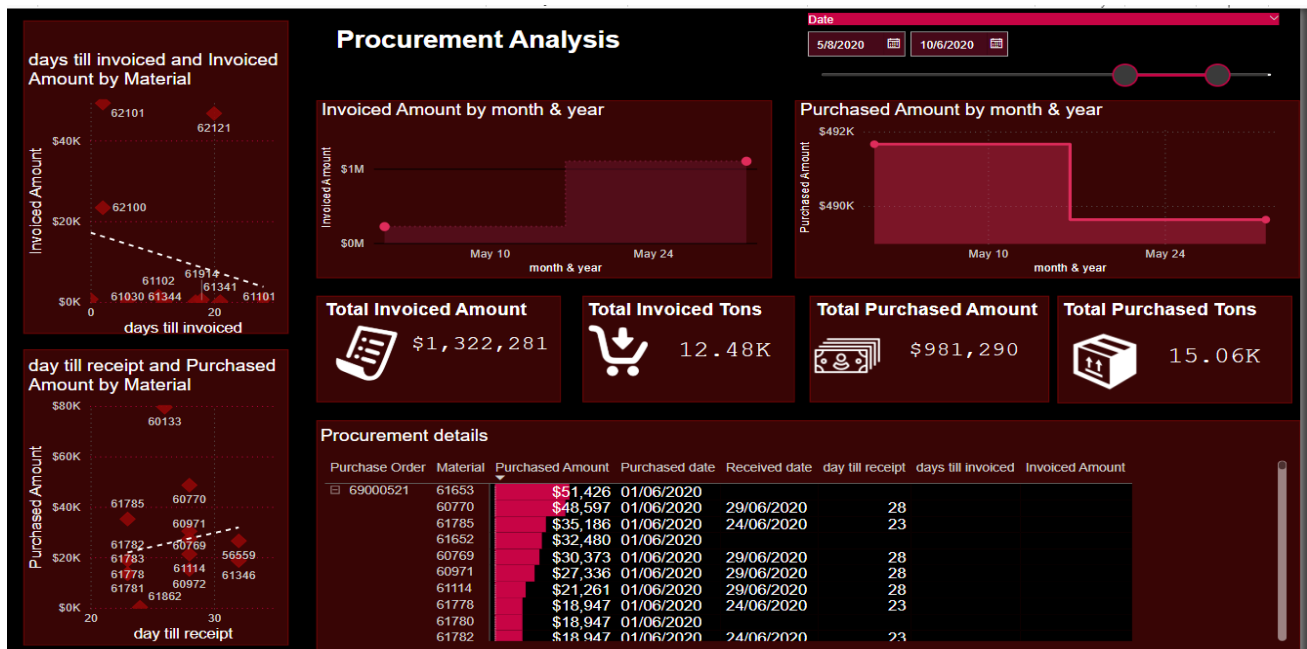 Procurement Analysis
Date
5/8/2020
10/6/2020
days till invoiced and Invoiced
Amount by Material
Invoiced Amount
$40K
$20K
$0K
62101
62121
62100
61102
61914
61341
61030
61344
61101
0
20
days till invoiced
Invoiced Amount by month & year
Invoiced Amount
$1M
$0M
May 10
May 24
month & year
Purchased Amount by month & year
Purchased Amount
$492K
$490K
May 10
May 24
month & year
Total Invoiced Amount
$1,322,281
Total Invoiced Tons
12.48K
Total Purchased Amount
$981,290
Total Purchased Tons
15.06K
day till receipt and Purchased
Amount by Material
Purchased Amount
$80K
$60K
$40K
$20K
$0K
60133
60770
61785
60971
61782
60769
61783
56559
61778
61114
61346
61781
60972
61862
20
30
day till receipt
Procurement details
Purchase Order Material Purchased Amount Purchased date Received date day till receipt days till invoiced Invoiced Amount
69000521 61653 $51,426 01/06/2020
60770 $48,597 01/06/2020 29/06/2020 28
61785 $35,186 01/06/2020 24/06/2020 23
61652 $32,480 01/06/2020
60769 $30,373 01/06/2020 29/06/2020 28
60971 $27,336 01/06/2020 29/06/2020 28
61114 $21,261 01/06/2020 29/06/2020 28
61778 $18,947 01/06/2020 24/06/2020 23
61780 $18,947 01/06/2020
61782 $18,947 01/06/2020 24/06/2020 23